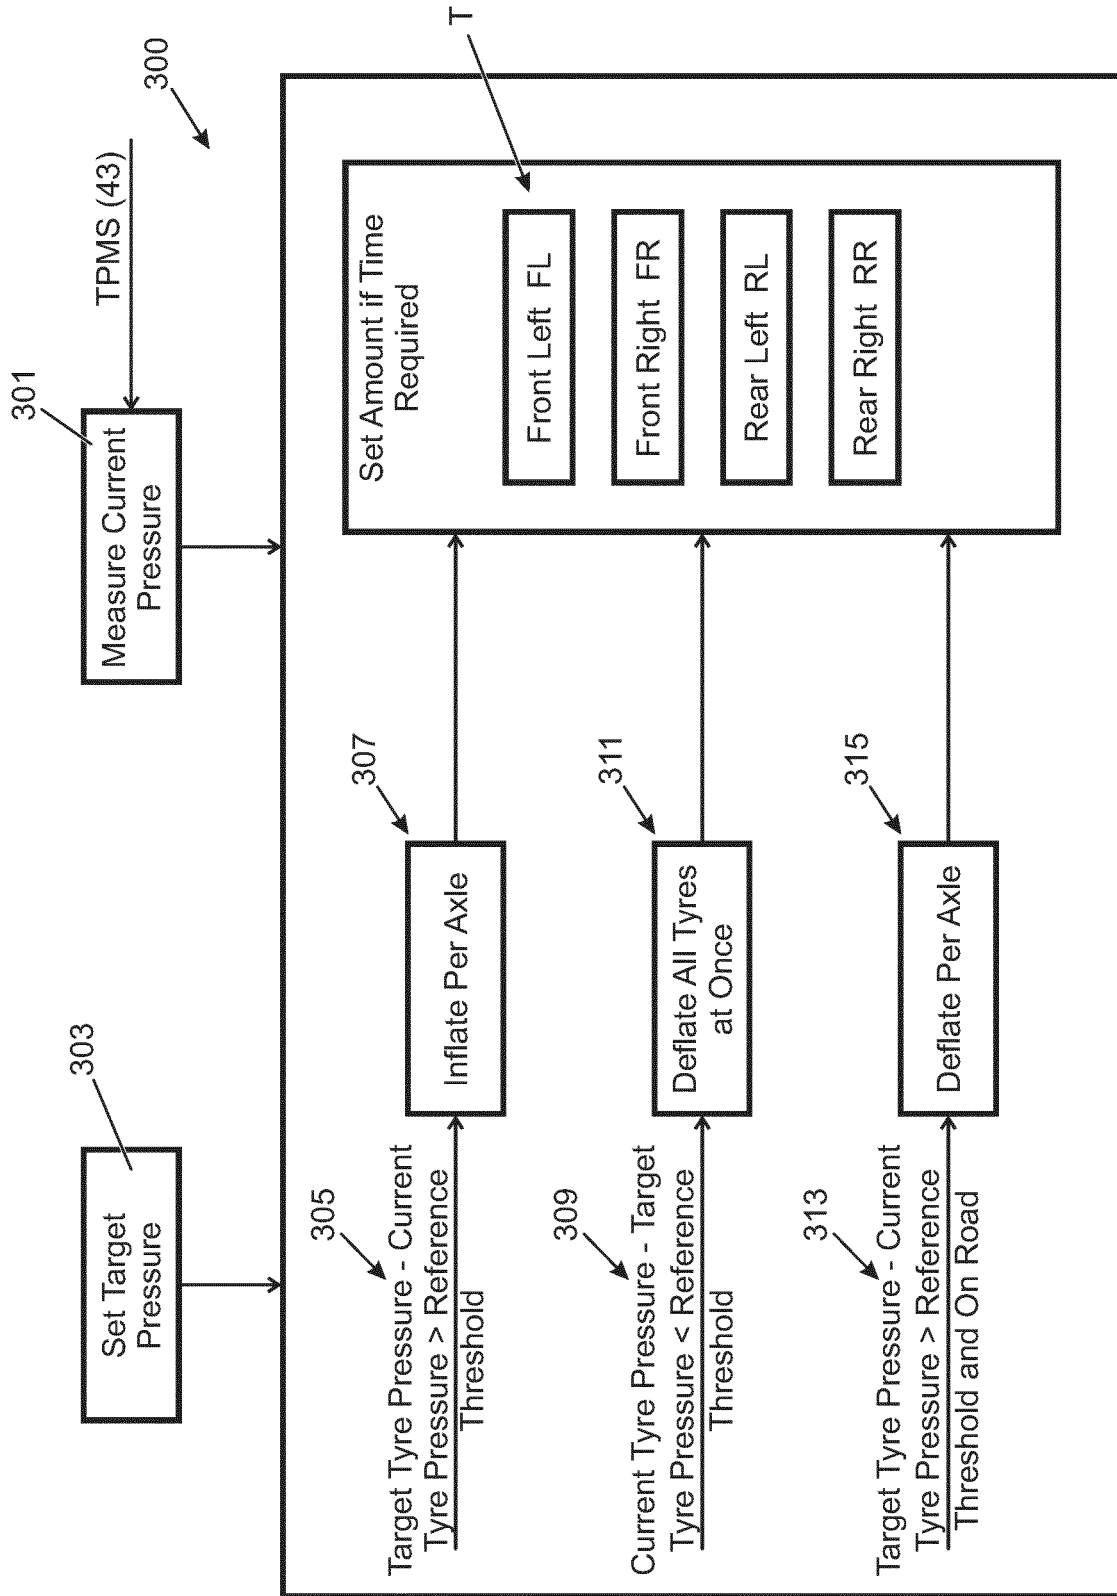 300
303
Set Target
Pressure
301
Measure Current
Pressure
TPMS (43)
305
Target Tyre Pressure - Current
Tyre Pressure > Reference
Threshold
307
Inflate Per Axle
309
Current Tyre Pressure - Target
Tyre Pressure < Reference
Threshold
311
Deflate All Tyres
at Once
313
Target Tyre Pressure - Current
Tyre Pressure > Reference
Threshold and On Road
315
Deflate Per Axle
Set Amount if Time
Required
T
Front Left FL
Front Right FR
Rear Left RL
Rear Right RR